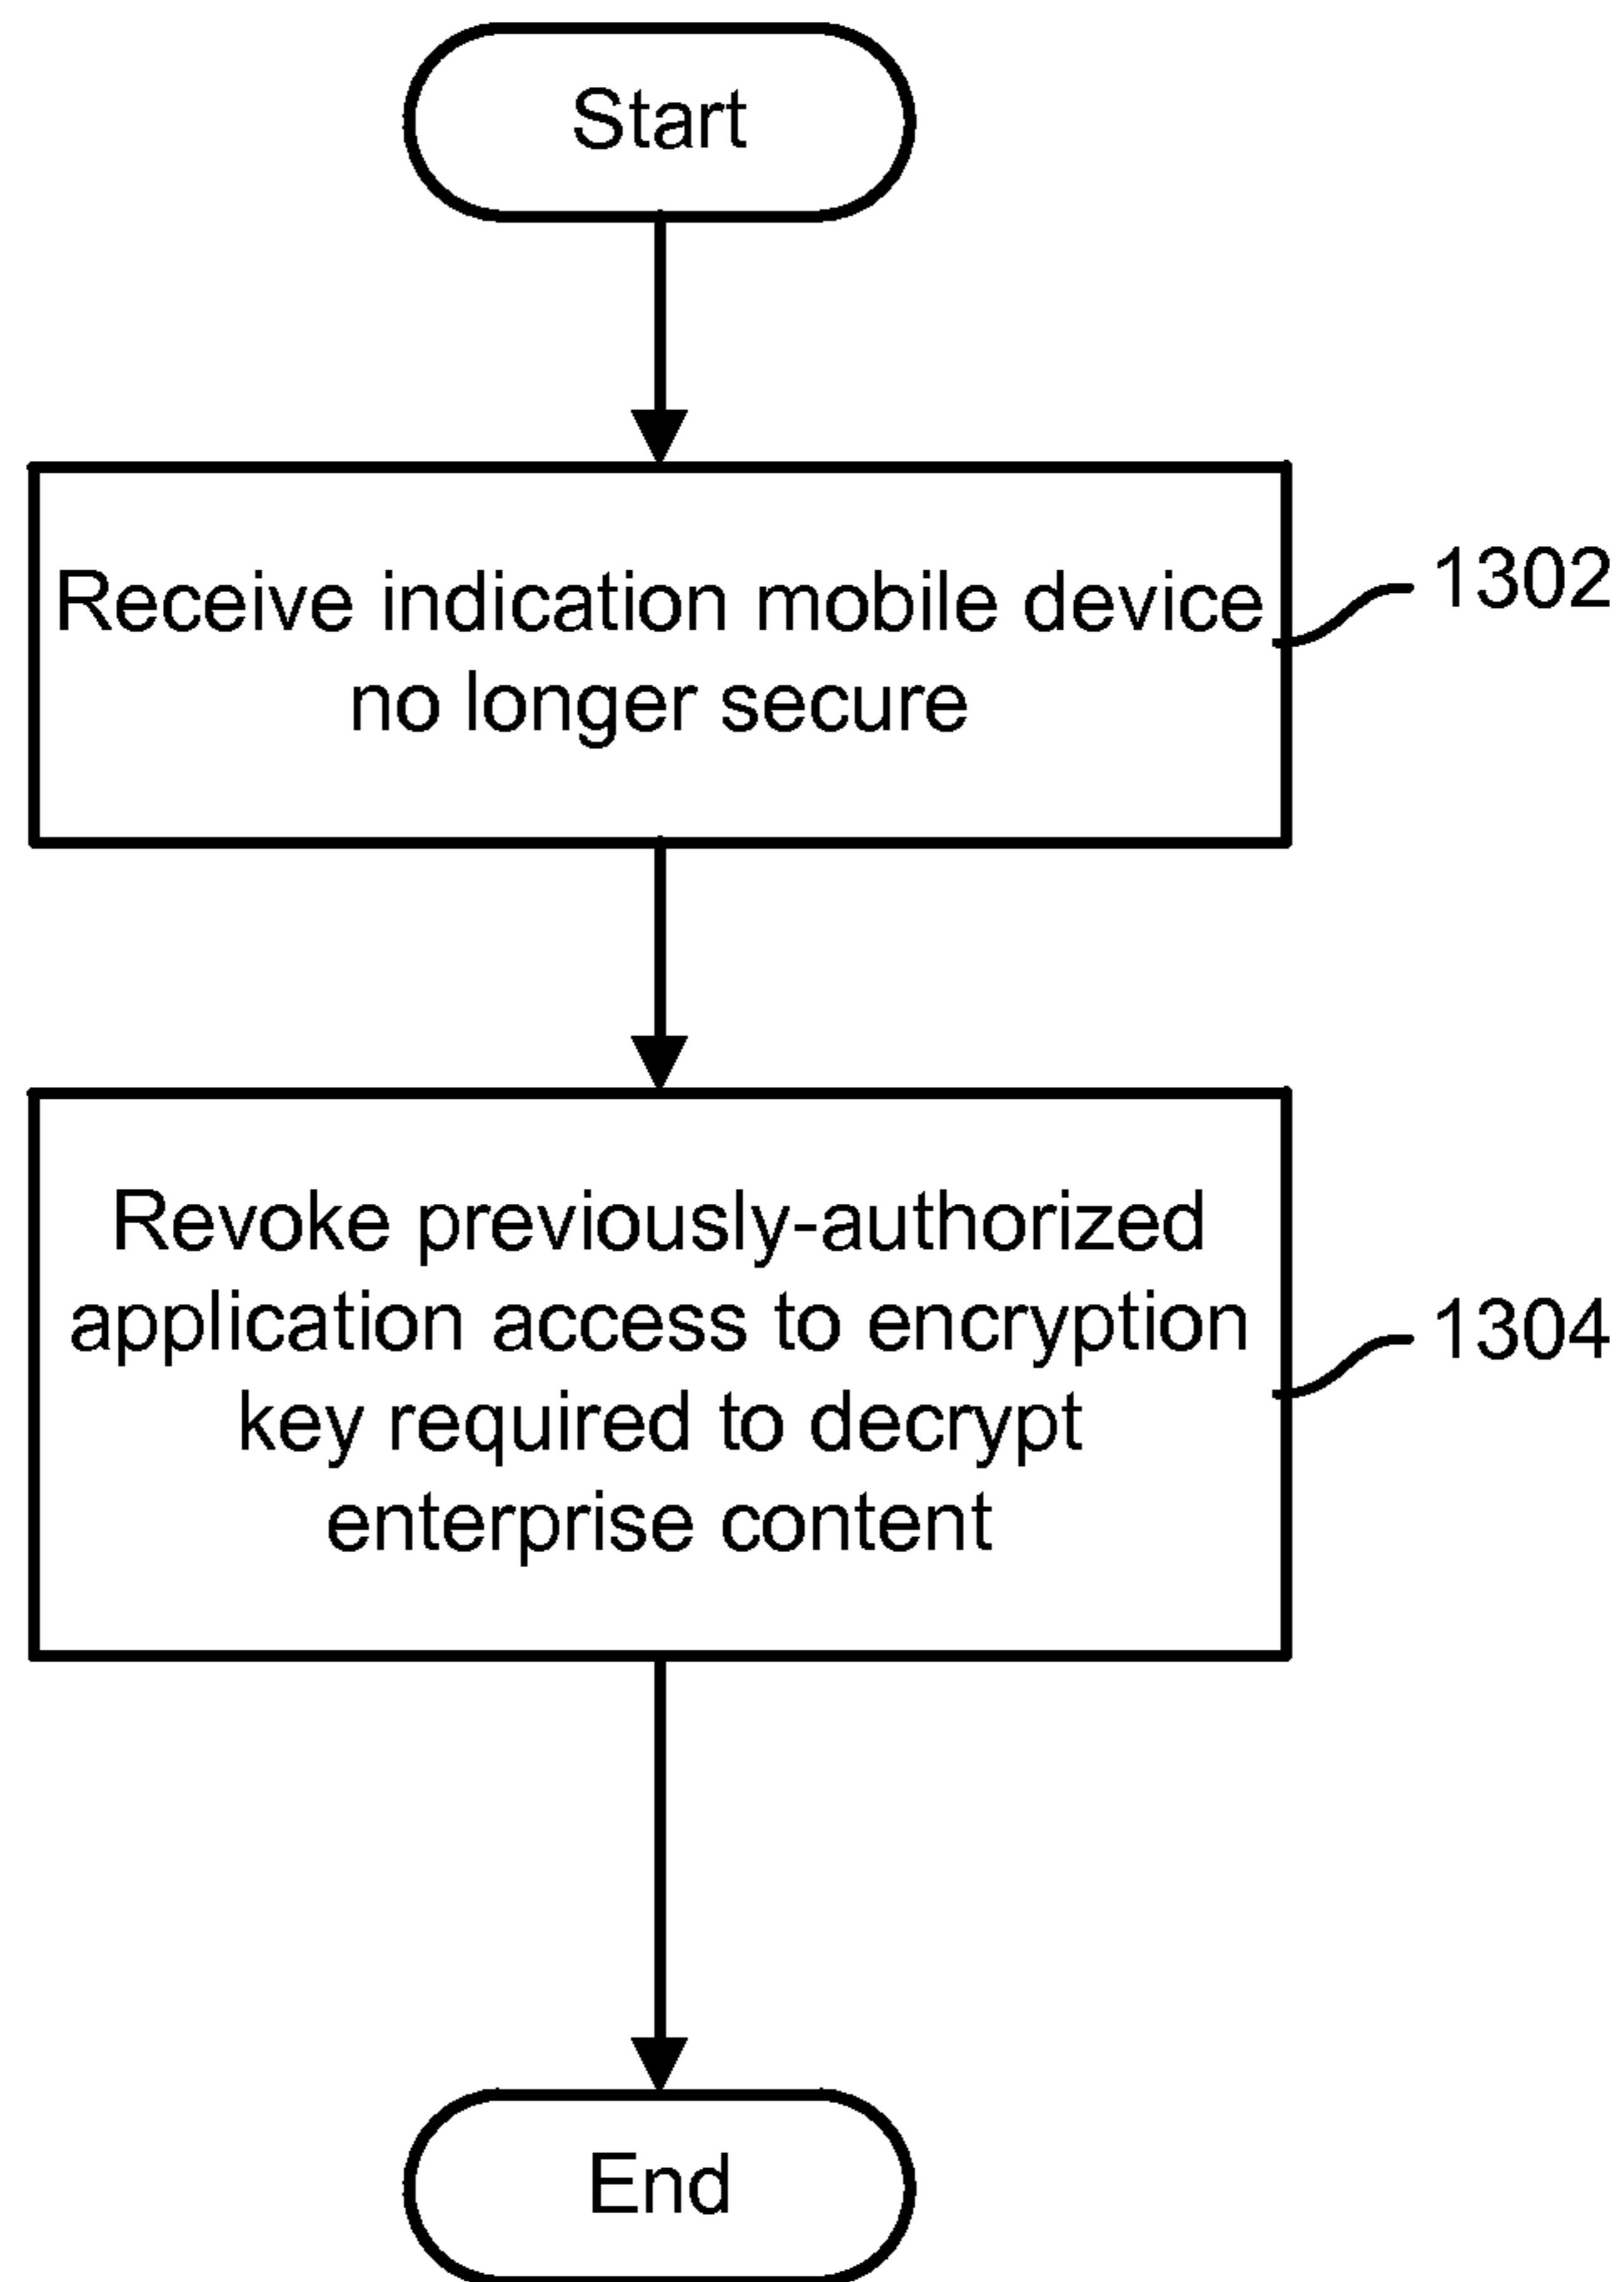 Start
Receive indication mobile device
no longer secure
1302
Revoke previously-authorized
application access to encryption
key required to decrypt
enterprise content
1304
End